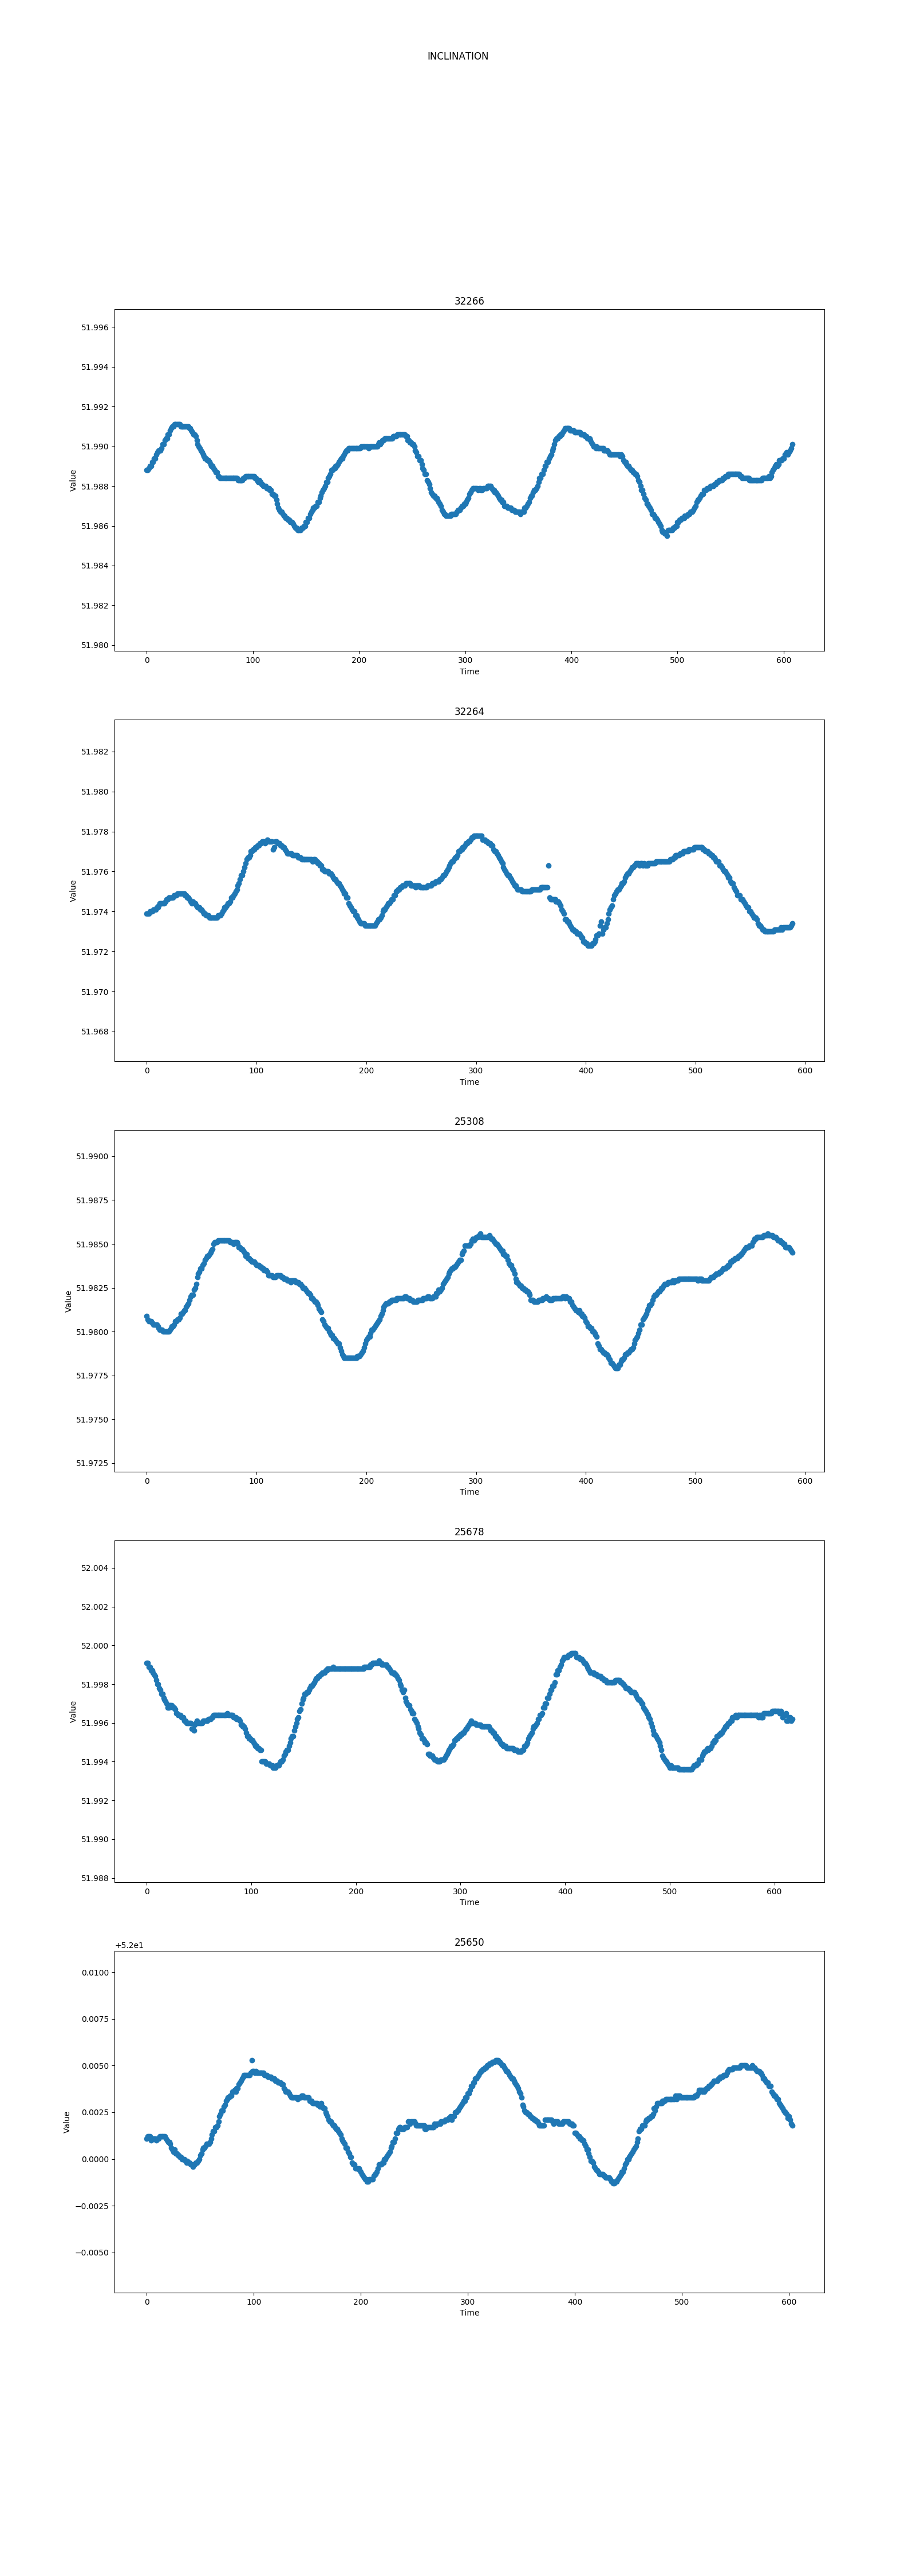 INCLINATION
32266
51.996
51.994
51.992
51.990
51.988
51.986
51.984
51.982
51.980
Value
0 100 200 300 400 500 600
Time
32264
51.982
51.980
51.978
51.976
51.974
51.972
51.970
51.968
Value
0 100 200 300 400 500 600
Time
25308
51.9900
51.9875
51.9850
51.9825
51.9800
51.9775
51.9750
51.9725
Value
0 100 200 300 400 500 600
Time
25678
52.004
52.002
52.000
51.998
51.996
51.994
51.992
51.990
51.988
Value
0 100 200 300 400 500 600
Time
25650
+5.2e1
0.0100
0.0075
0.0050
0.0025
0.0000
−0.0025
−0.0050
Value
0 100 200 300 400 500 600
Time